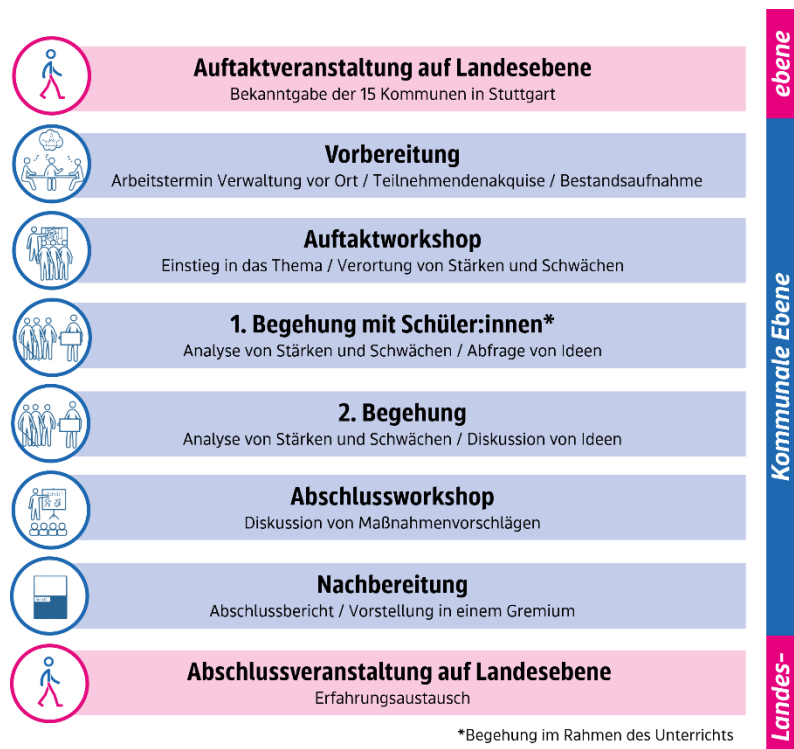 Auftaktveranstaltung auf Landesebene
Bekanntgabe der 15 Kommunen in Stuttgart
ebene
Vorbereitung
Arbeitstermin Verwaltung vor Ort / Teilnehmendenakquise / Bestandsaufnahme
Auftaktworkshop
Einstieg in das Thema / Verortung von Stärken und Schwächen
1. Begehung mit Schüler:innen*
Analyse von Stärken und Schwächen / Abfrage von Ideen
Kommunale Ebene
2. Begehung
Analyse von Stärken und Schwächen / Diskussion von Ideen
Abschlussworkshop
Diskussion von Maßnahmenvorschlägen
Nachbereitung
Abschlussbericht / Vorstellung in einem Gremium
Abschlussveranstaltung auf Landesebene
Erfahrungsaustausch
Landes-
*Begehung im Rahmen des Unterrichts